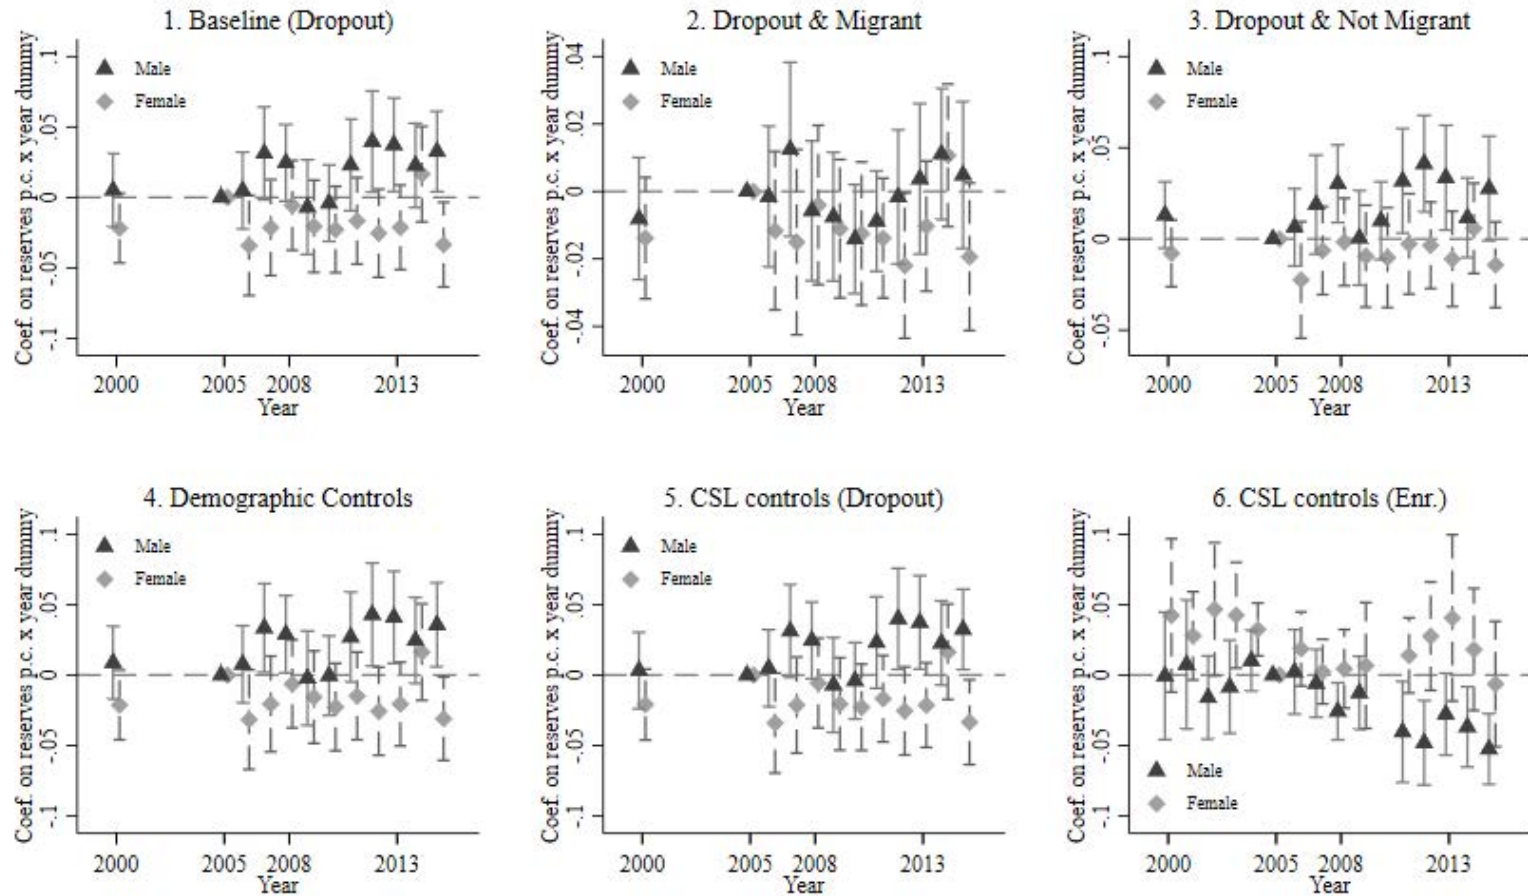 1. Baseline (Dropout)
Coef. on reserves p.c. x year dummy
.1
.05
0
-.05
-.1
Male
Female
2000 2005 2008 2013
Year
2. Dropout & Migrant
Coef. on reserves p.c. x year dummy
.04
.02
0
-.02
-.04
Male
Female
2000 2005 2008 2013
Year
3. Dropout & Not Migrant
Coef. on reserves p.c. x year dummy
.1
.05
0
-.05
Male
Female
2000 2005 2008 2013
Year
4. Demographic Controls
Coef. on reserves p.c. x year dummy
.1
.05
0
-.05
-.1
Male
Female
2000 2005 2008 2013
Year
5. CSL controls (Dropout)
Coef. on reserves p.c. x year dummy
.1
.05
0
-.05
-.1
Male
Female
2000 2005 2008 2013
Year
6. CSL controls (Enr.)
Coef. on reserves p.c. x year dummy
.1
.05
0
-.05
-.1
Male
Female
2000 2005 2008 2013
Year